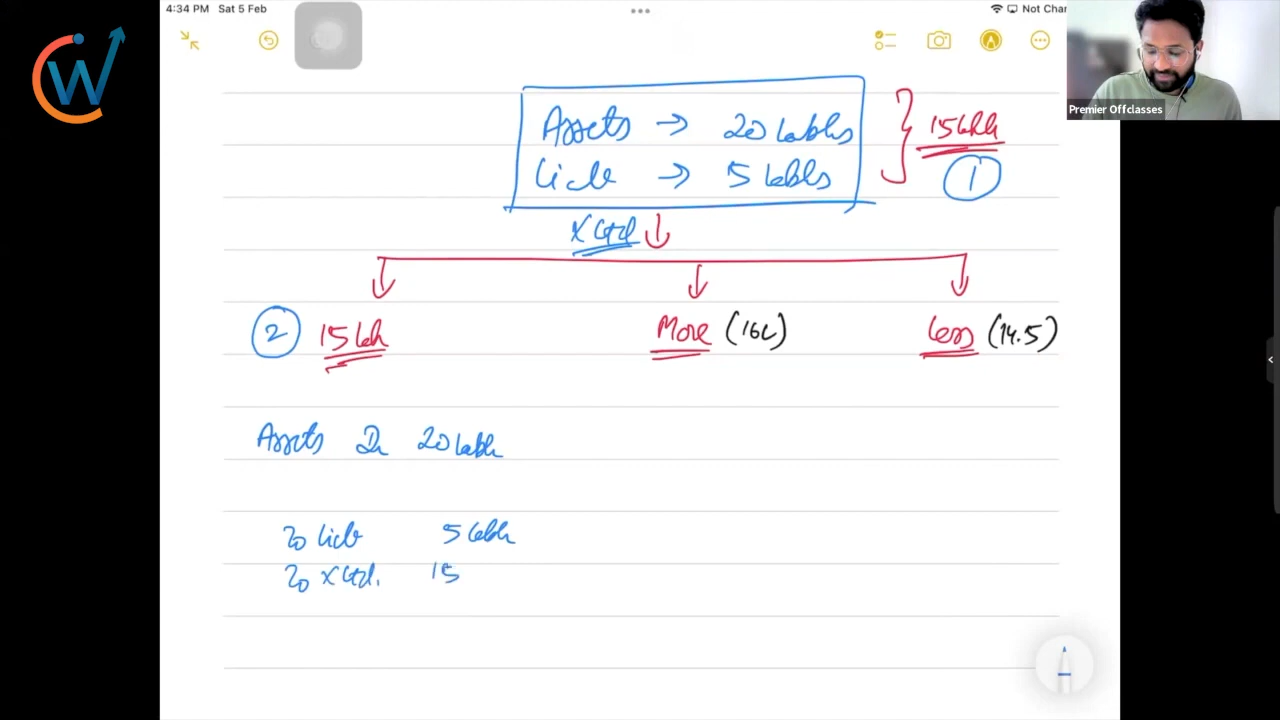 4:34 PM Sat 5 Feb
Not Char
W
Premier Offclasses
Assets → 20 lakhs
Liab → 5 lakhs
15 lakh
1
X Ltd
2
15 lakh
More (16L)
Less (14.5)
Assets Dr 20 lakh
To Liab 5 lakh
To X Ltd. 15